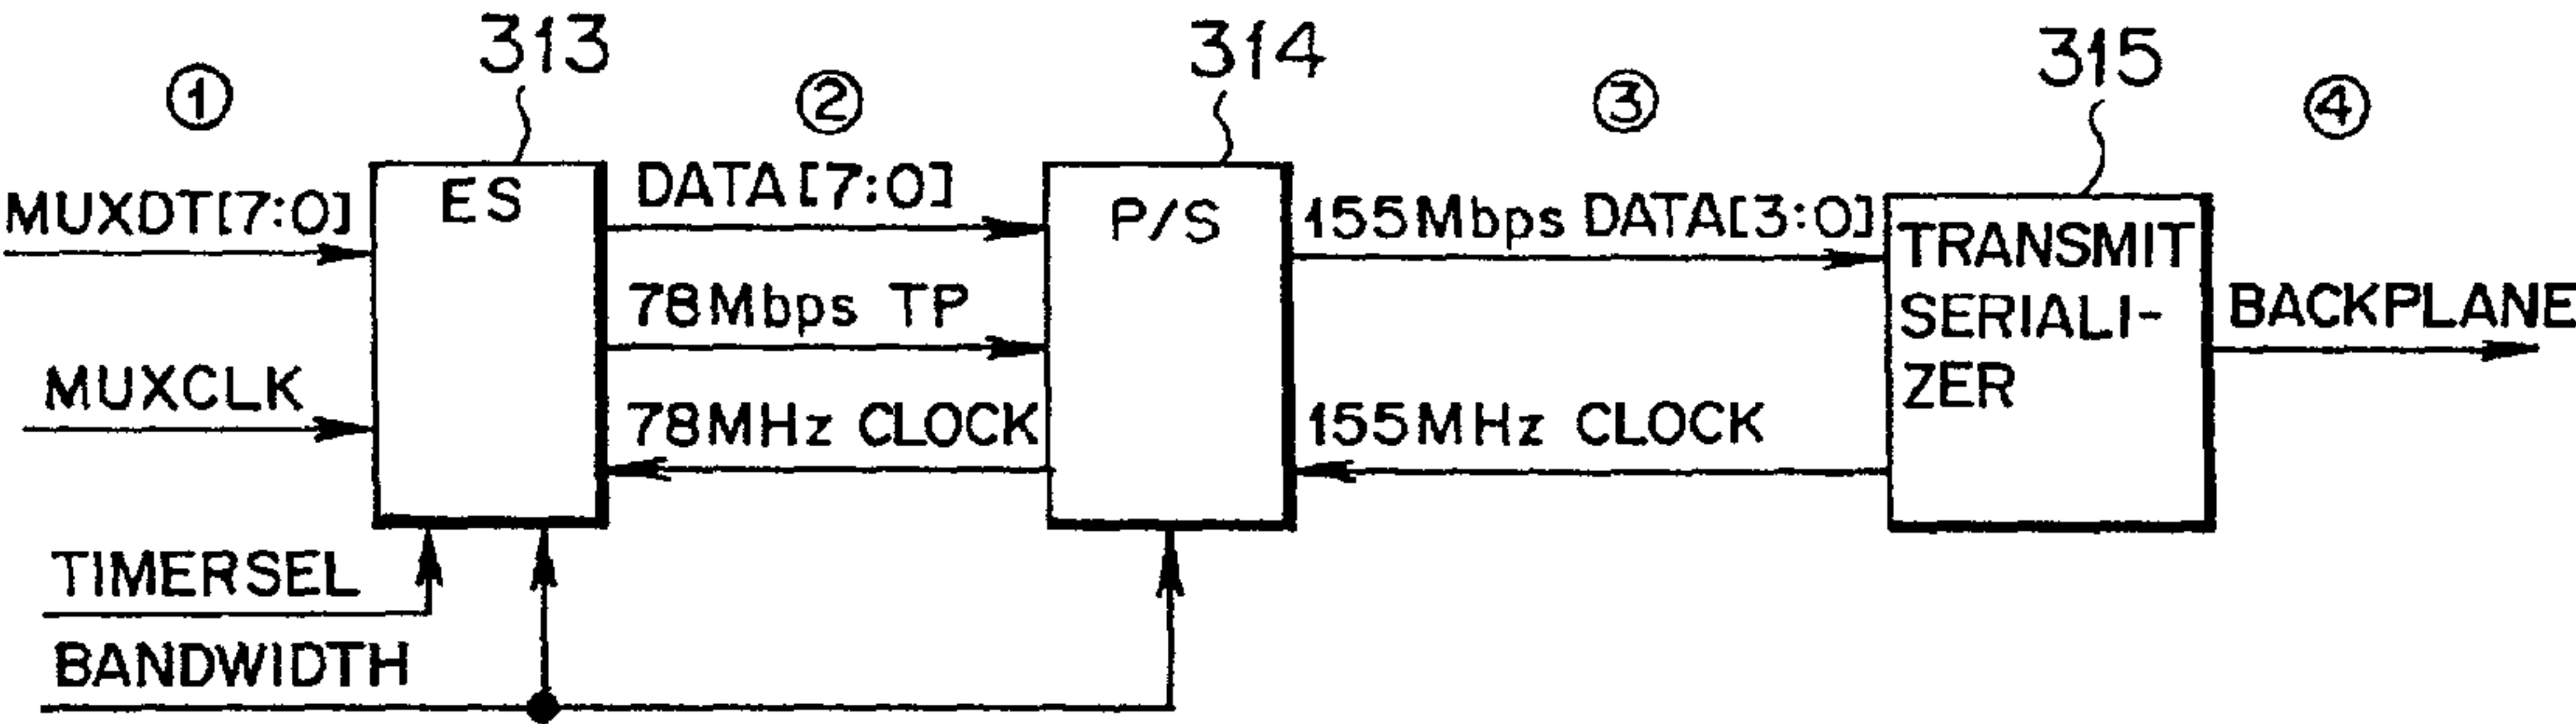 313
314
315
①
②
③
④
MUXDT[7:0]
ES
DATA[7:0]
P/S
155Mbps DATA[3:0]
TRANSMIT
SERIALI-
ZER
78Mbps TP
BACKPLANE
MUXCLK
78MHz CLOCK
155MHz CLOCK
TIMERSEL
BANDWIDTH